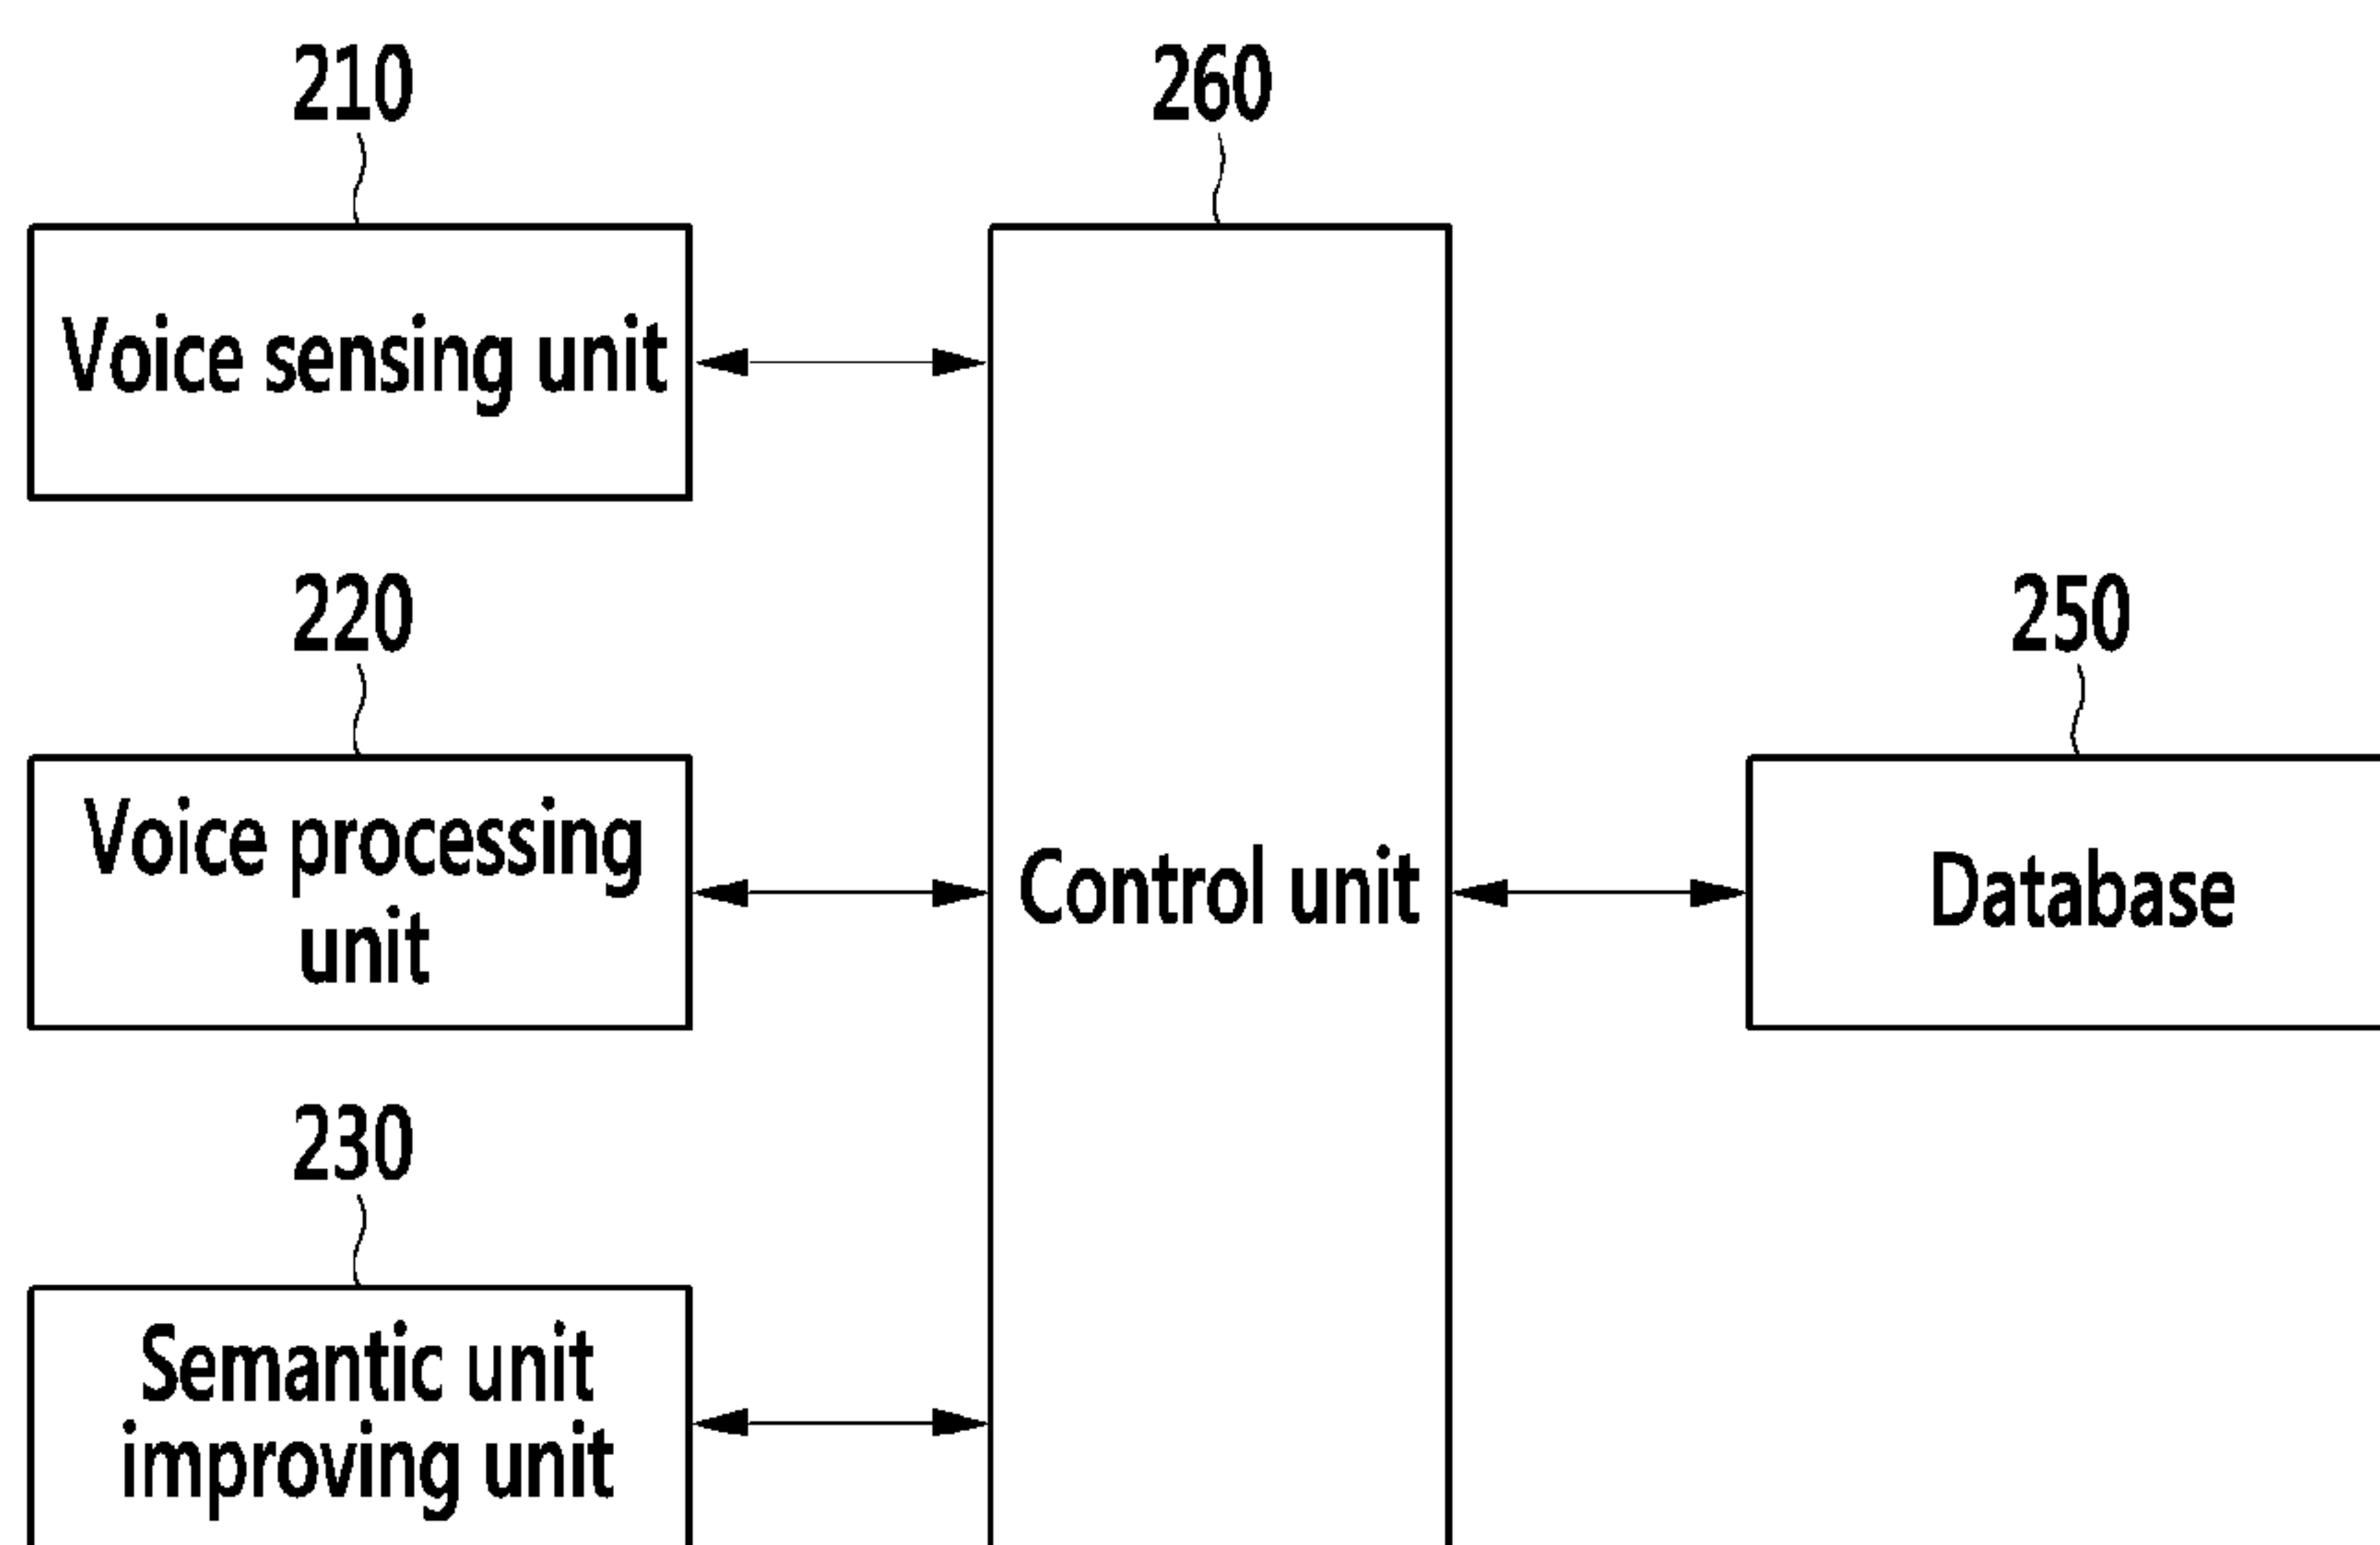 210
260
Voice sensing unit
220
250
Voice processing
unit
Control unit
Database
230
Semantic unit
improving unit